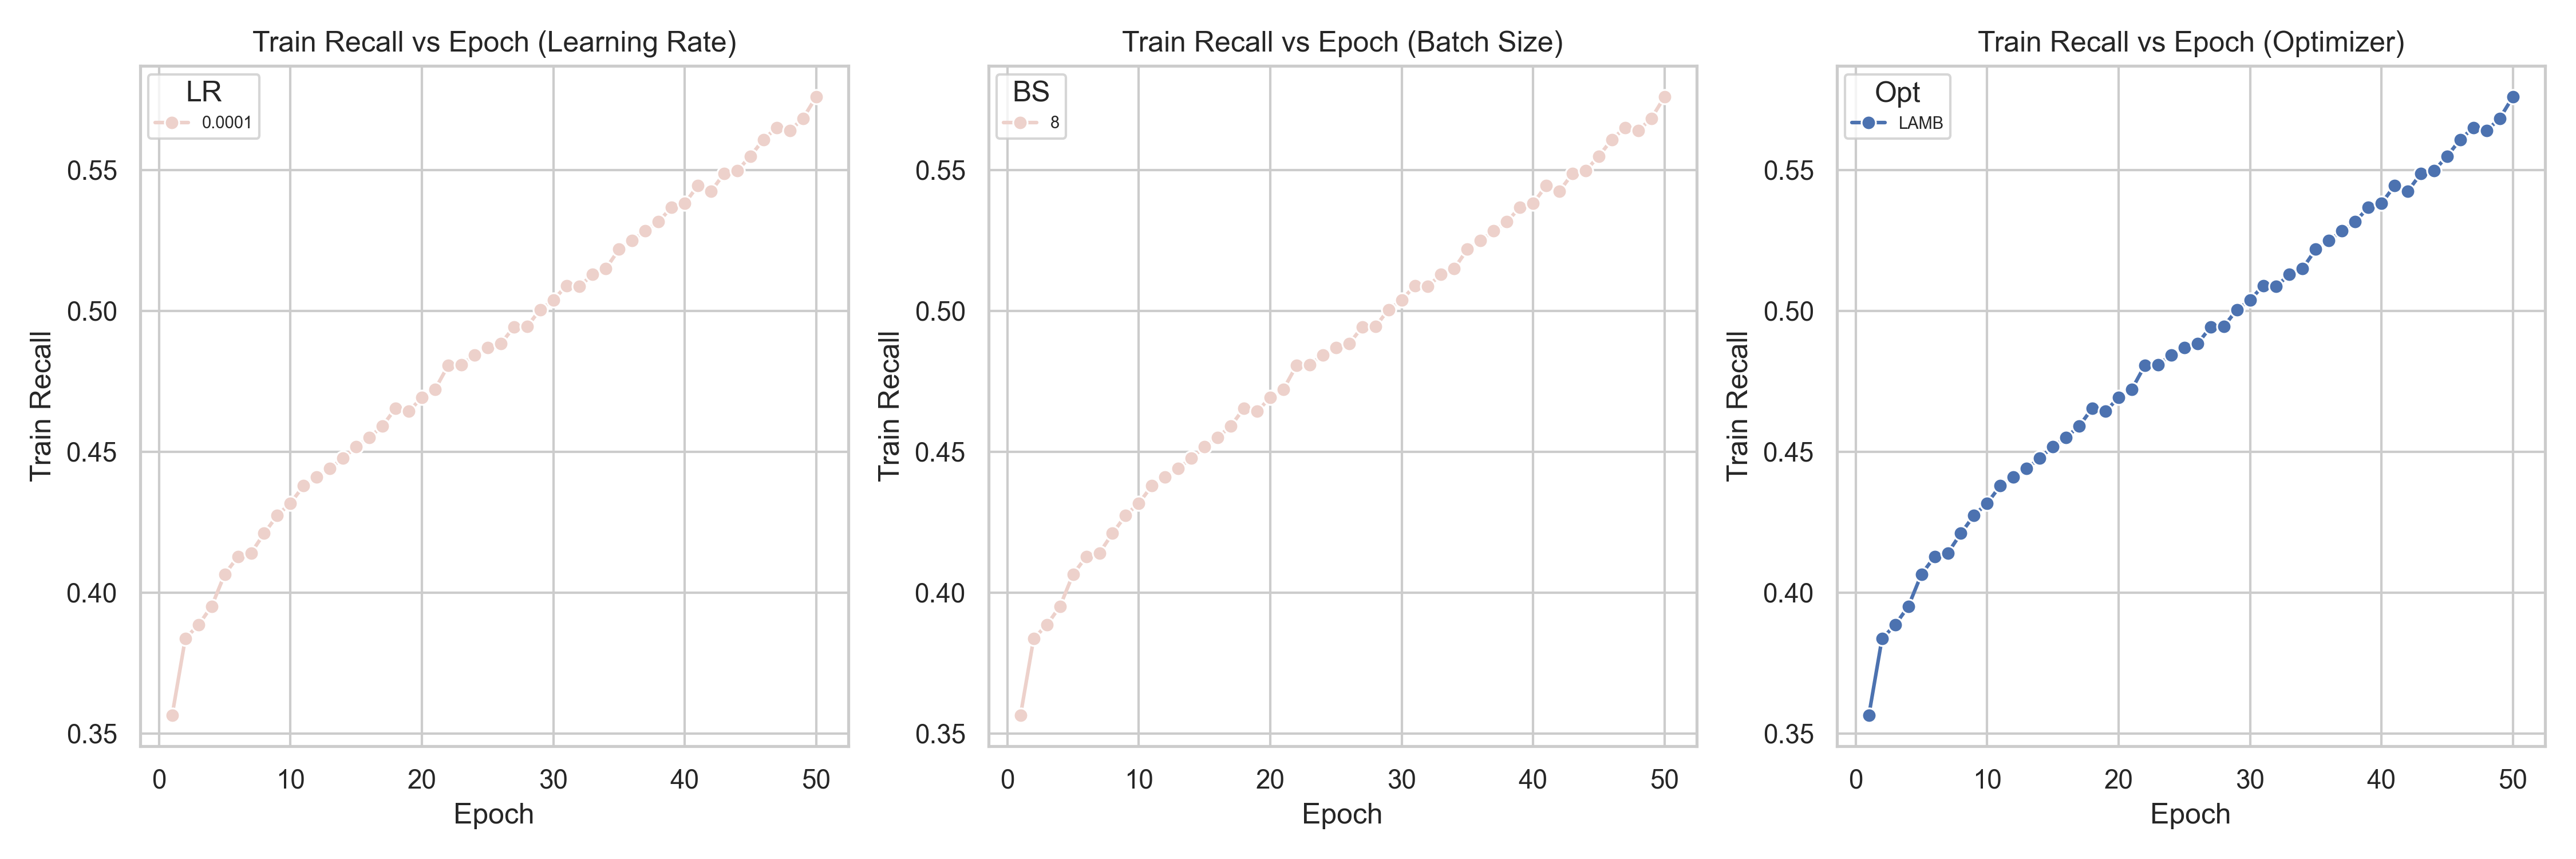 Train Recall vs Epoch (Learning Rate)
LR
0.0001
0.55
0.50
0.45
0.40
0.35
Train Recall
0 10 20 30 40 50
Epoch
Train Recall vs Epoch (Batch Size)
BS
8
0.55
0.50
0.45
0.40
0.35
Train Recall
0 10 20 30 40 50
Epoch
Train Recall vs Epoch (Optimizer)
Opt
LAMB
0.55
0.50
0.45
0.40
0.35
Train Recall
0 10 20 30 40 50
Epoch